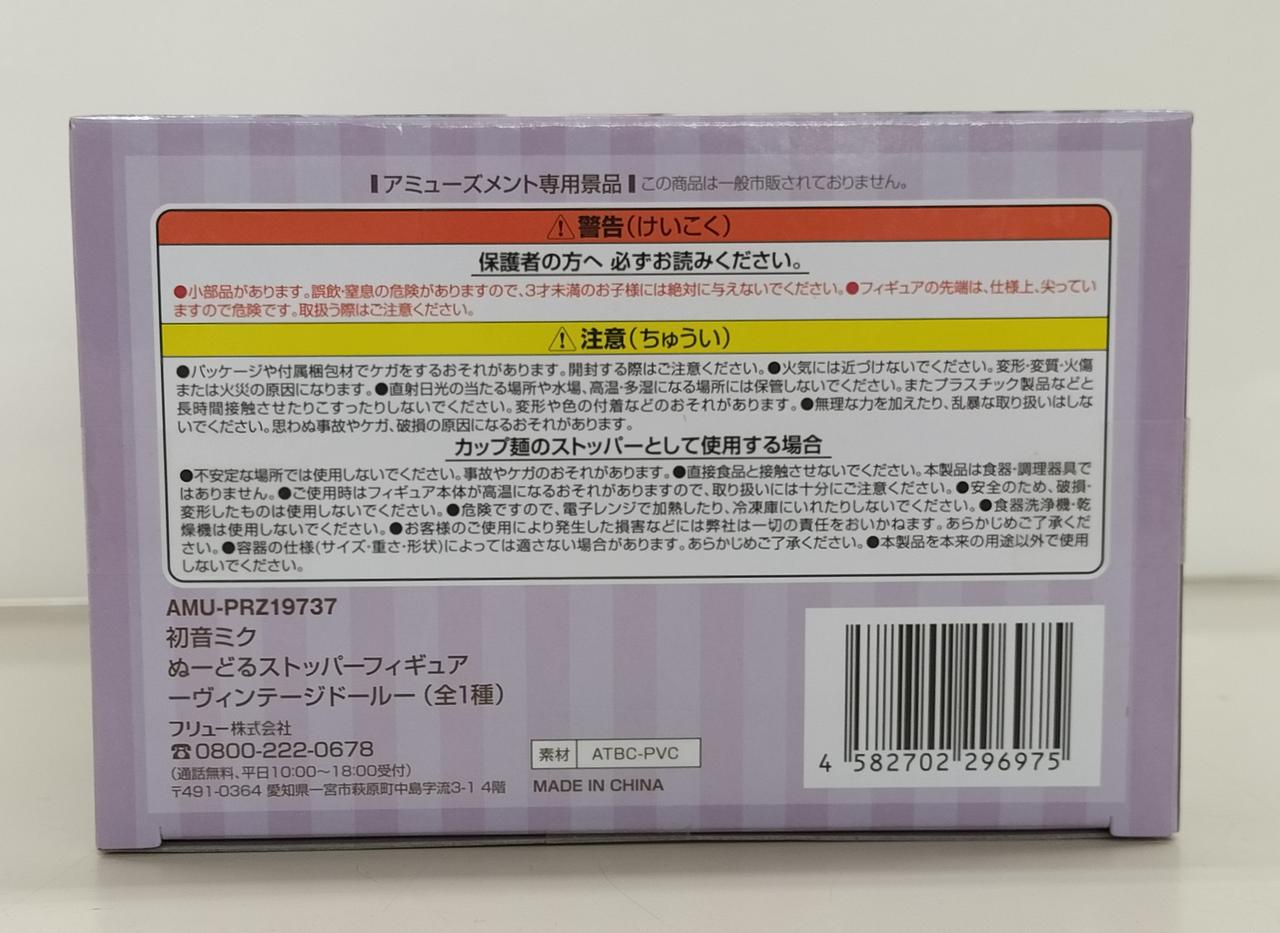 アミューズメント専用景品 この商品は一般市販されておりません。
⚠警告(けいこく)
保護者の方へ 必ずお読みください。
●小部品があります。誤飲・窒息の危険がありますので、3才未満のお子様には絶対に与えないでください。●フィギュアの先端は、仕様上、尖ってい
ますので危険です。取扱う際はご注意ください。
⚠注意(ちゅうい)
●パッケージや付属梱包材でケガをするおそれがあります。開封する際はご注意ください。●火気には近づけないでください。変形・変質・火傷
または火災の原因になります。●直射日光の当たる場所や水場、高温・多湿になる場所には保管しないでください。またプラスチック製品などと
長時間接触させたりこすったりしないでください。変形や色の付着などのおそれがあります。●無理な力を加えたり、乱暴な取り扱いはしな
いでください。思わぬ事故やケガ、破損の原因になるおそれがあります。
カップ麺のストッパーとして使用する場合
●不安定な場所では使用しないでください。事故やケガのおそれがあります。●直接食品と接触させないでください。本製品は食器・調理器具で
はありません。●ご使用時はフィギュア本体が高温になるおそれがありますので、取り扱いには十分にご注意ください。●安全のため、破損・
変形したものは使用しないでください。●危険ですので、電子レンジで加熱したり、冷凍庫にいれたりしないでください。●食器洗浄機・乾
燥機は使用しないでください。●お客様のご使用により発生した損害などには弊社は一切の責任をおいかねます。あらかじめご了承くだ
さい。●容器の仕様(サイズ・重さ・形状)によっては適さない場合があります。あらかじめご了承ください。●本製品を本来の用途以外で使用
しないでください。
AMU-PRZ19737
初音ミク
ぬーどるストッパーフィギュア
ーヴィンテージドールー(全1種)
フリュー株式会社
☎0800-222-0678
(通話無料、平日10:00〜18:00受付)
〒491-0364 愛知県一宮市萩原町中島字流3-1 4階
素材 ATBC-PVC
MADE IN CHINA
4 582702 296975